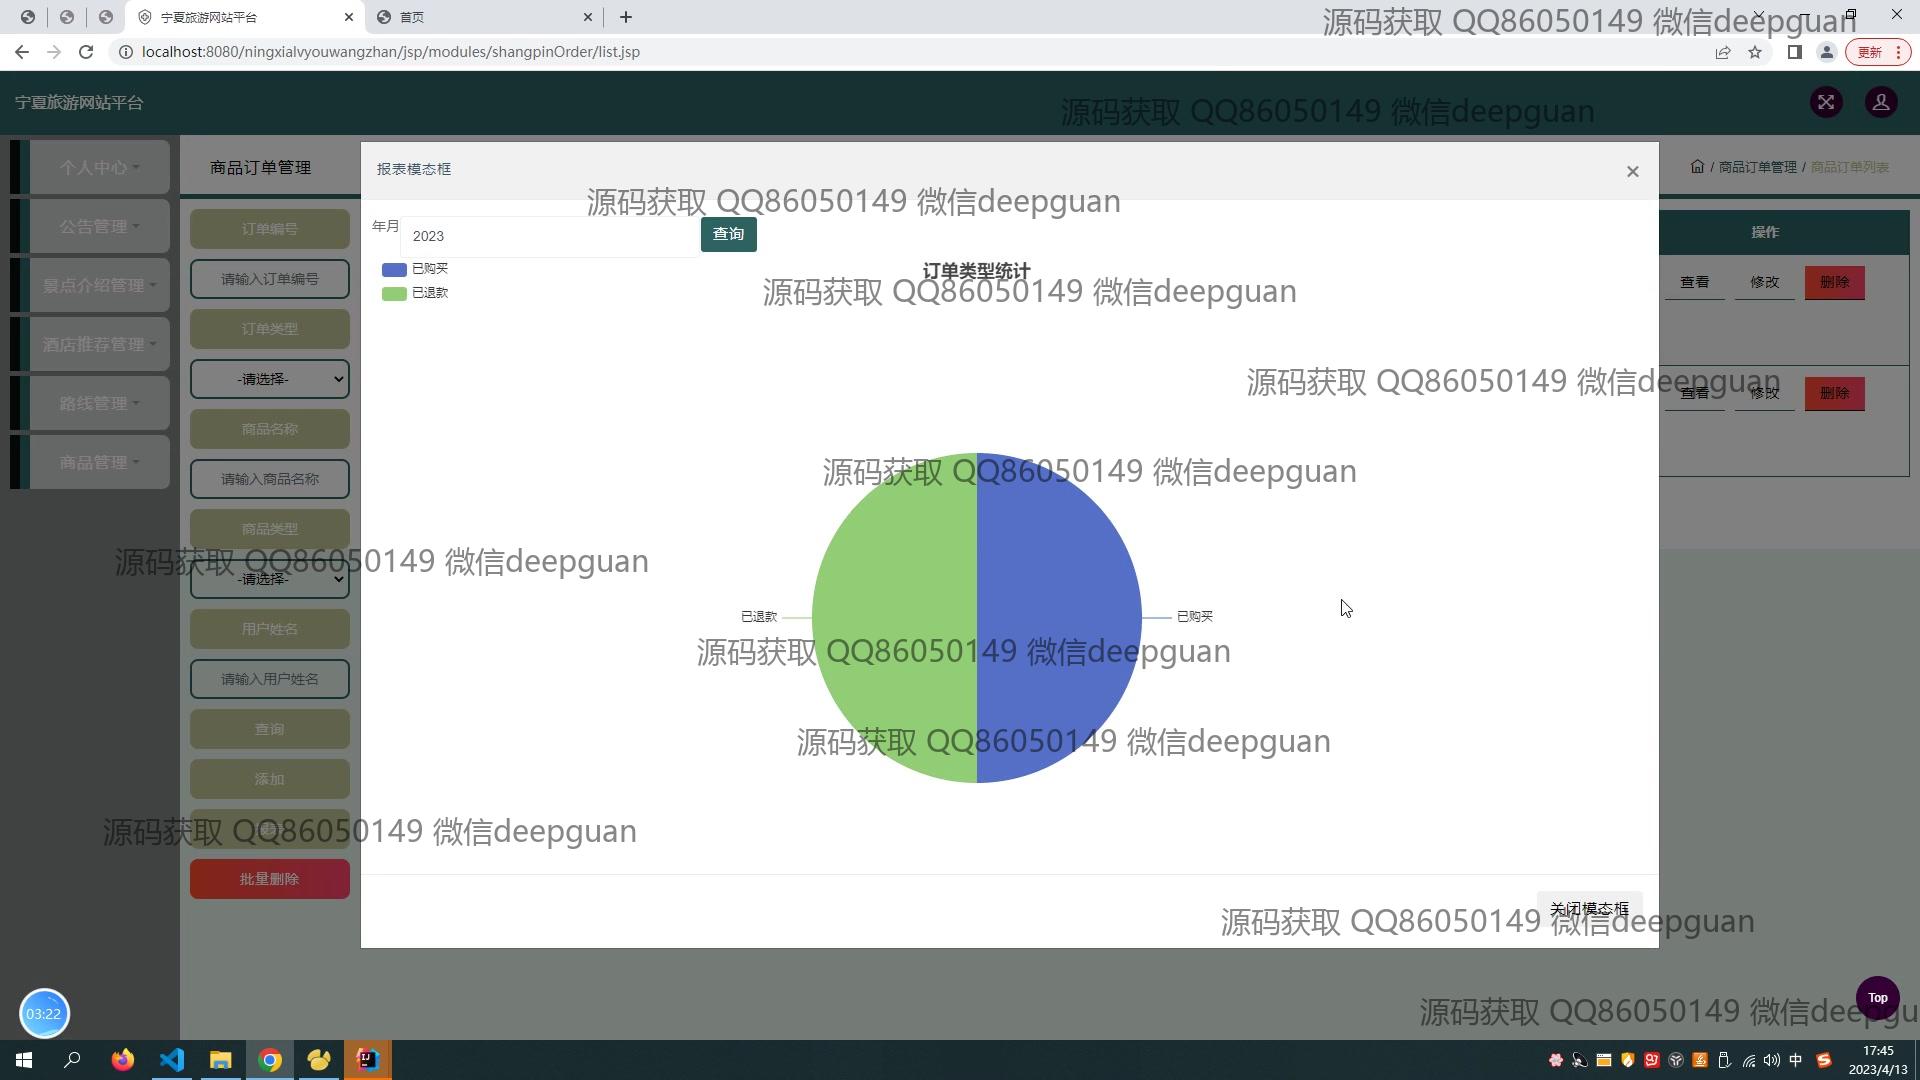 宁夏旅游网站平台
首页
源码获取 QQ86050149 微信deepguan
localhost:8080/ningxialvyouwangzhan/jsp/modules/shangpinOrder/list.jsp
更新
宁夏旅游网站平台
源码获取 QQ86050149 微信deepguan
个人中心
商品订单管理
报表模态框
×
/ 商品订单管理 / 商品订单列表
源码获取 QQ86050149 微信deepguan
公告管理
订单编号
年月
2023
查询
操作
已购买
订单类型统计
已退款
源码获取 QQ86050149 微信deepguan
景点介绍管理
请输入订单编号
查看
修改
删除
酒店推荐管理
订单类型
-请选择-
源码获取 QQ86050149 微信deepguan
查看
修改
删除
路线管理
商品名称
商品管理
请输入商品名称
源码获取 QQ86050149 微信deepguan
商品类型
源码获取 QQ86050149 微信deepguan
-请选择-
用户姓名
已退款
已购买
源码获取 QQ86050149 微信deepguan
请输入用户姓名
查询
源码获取 QQ86050149 微信deepguan
添加
源码获取 QQ86050149 微信deepguan
批量删除
关闭模态框
源码获取 QQ86050149 微信deepguan
Top
03:22
源码获取 QQ86050149 微信deepgu
中
17:45
2023/4/13